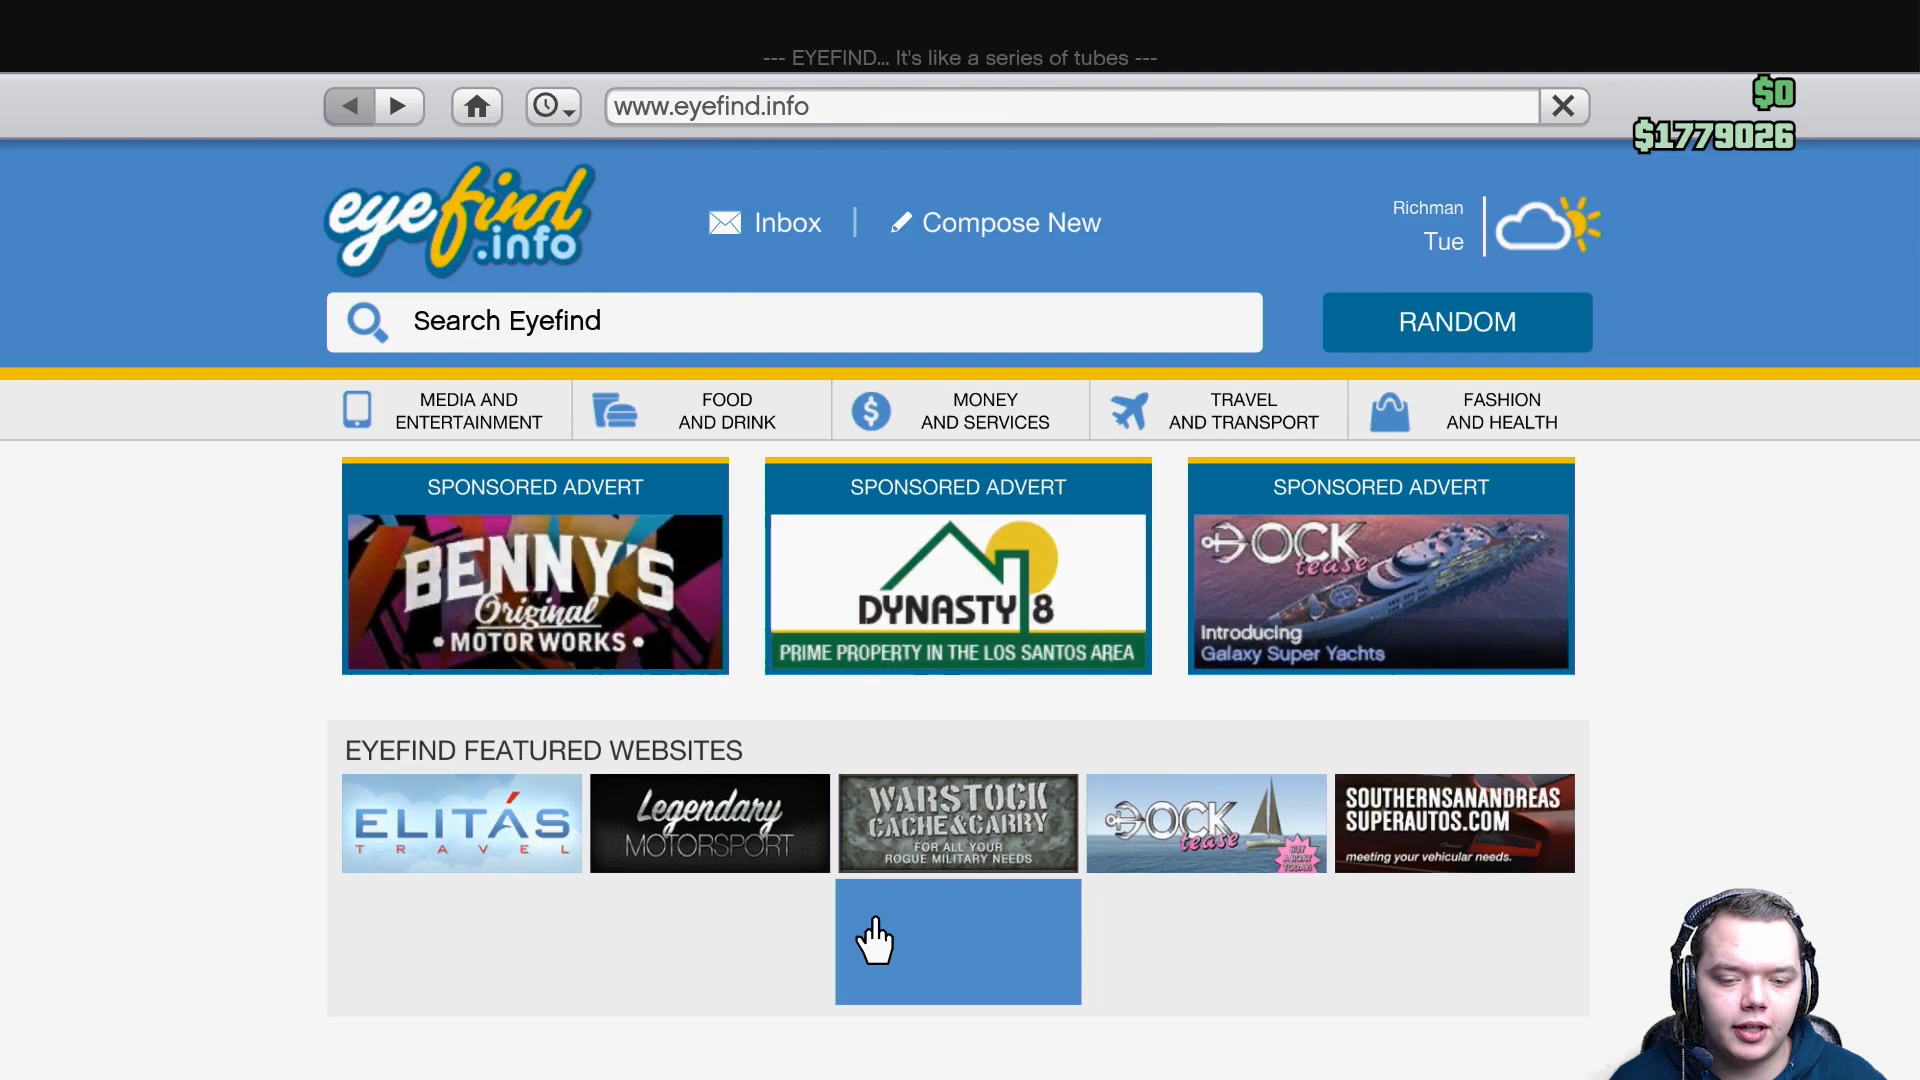 --- EYEFIND... It's like a series of tubes ---
www.eyefind.info
$0
$1779026
eyefind.info
Inbox
Compose New
Richman
Tue
Search Eyefind
RANDOM
MEDIA AND
ENTERTAINMENT
FOOD
AND DRINK
MONEY
AND SERVICES
TRAVEL
AND TRANSPORT
FASHION
AND HEALTH
SPONSORED ADVERT
BENNY'S
Original
• MOTOR WORKS •
SPONSORED ADVERT
DYNASTY 8
PRIME PROPERTY IN THE LOS SANTOS AREA
SPONSORED ADVERT
DOCK
tease
Introducing
Galaxy Super Yachts
EYEFIND FEATURED WEBSITES
ELITÁS
TRAVEL
Legendary
MOTORSPORT
WARSTOCK
CACHE & CARRY
FOR ALL YOUR
ROGUE MILITARY NEEDS
DOCK
tease
BUY
A BOAT
TODAY!
SOUTHERNSANANDREAS
SUPERAUTOS.COM
meeting your vehicular needs.